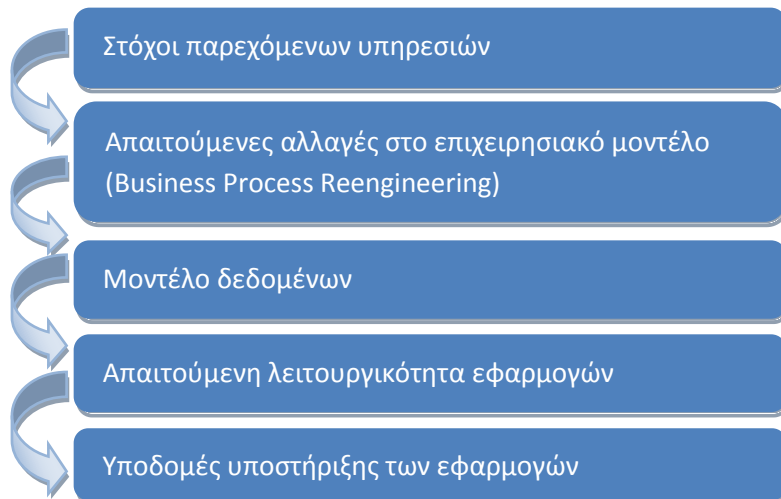 Στόχοι παρεχόμενων υπηρεσιών
Απαιτούμενες αλλαγές στο επιχειρησιακό μοντέλο
(Business Process Reengineering)
Μοντέλο δεδομένων
Απαιτούμενη λειτουργικότητα εφαρμογών
Υποδομές υποστήριξης των εφαρμογών